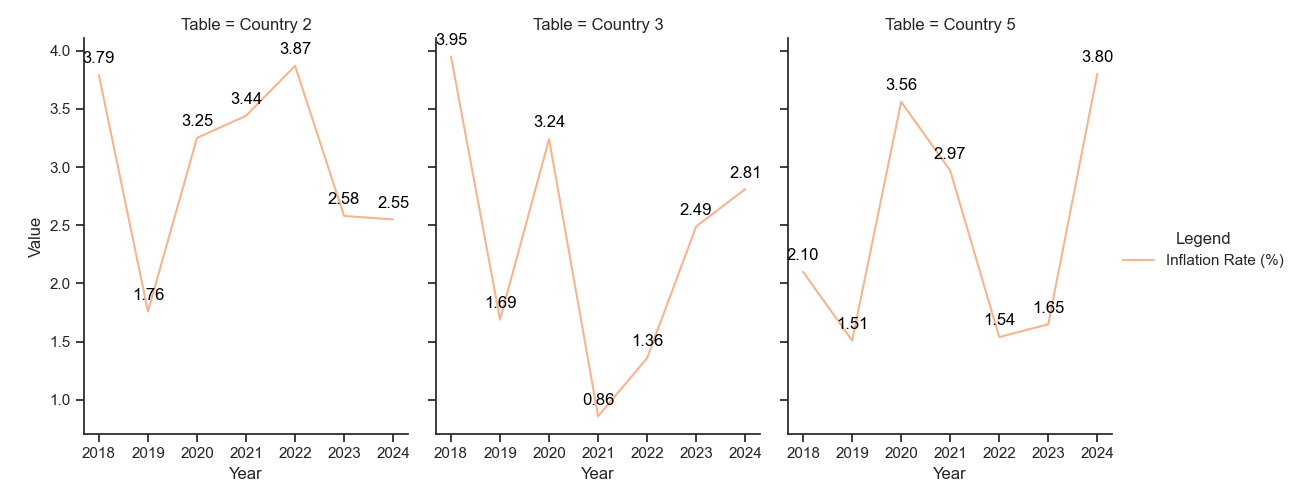 Table = Country 2
Table = Country 3
Table = Country 5
Value
4.0
3.5
3.0
2.5
2.0
1.5
1.0
3.79
1.76
3.25
3.44
3.87
2.58
2.55
3.95
1.69
3.24
0.86
1.36
2.49
2.81
2.10
1.51
3.56
2.97
1.54
1.65
3.80
Legend
Inflation Rate (%)
2018 2019 2020 2021 2022 2023 2024
2018 2019 2020 2021 2022 2023 2024
2018 2019 2020 2021 2022 2023 2024
Year
Year
Year